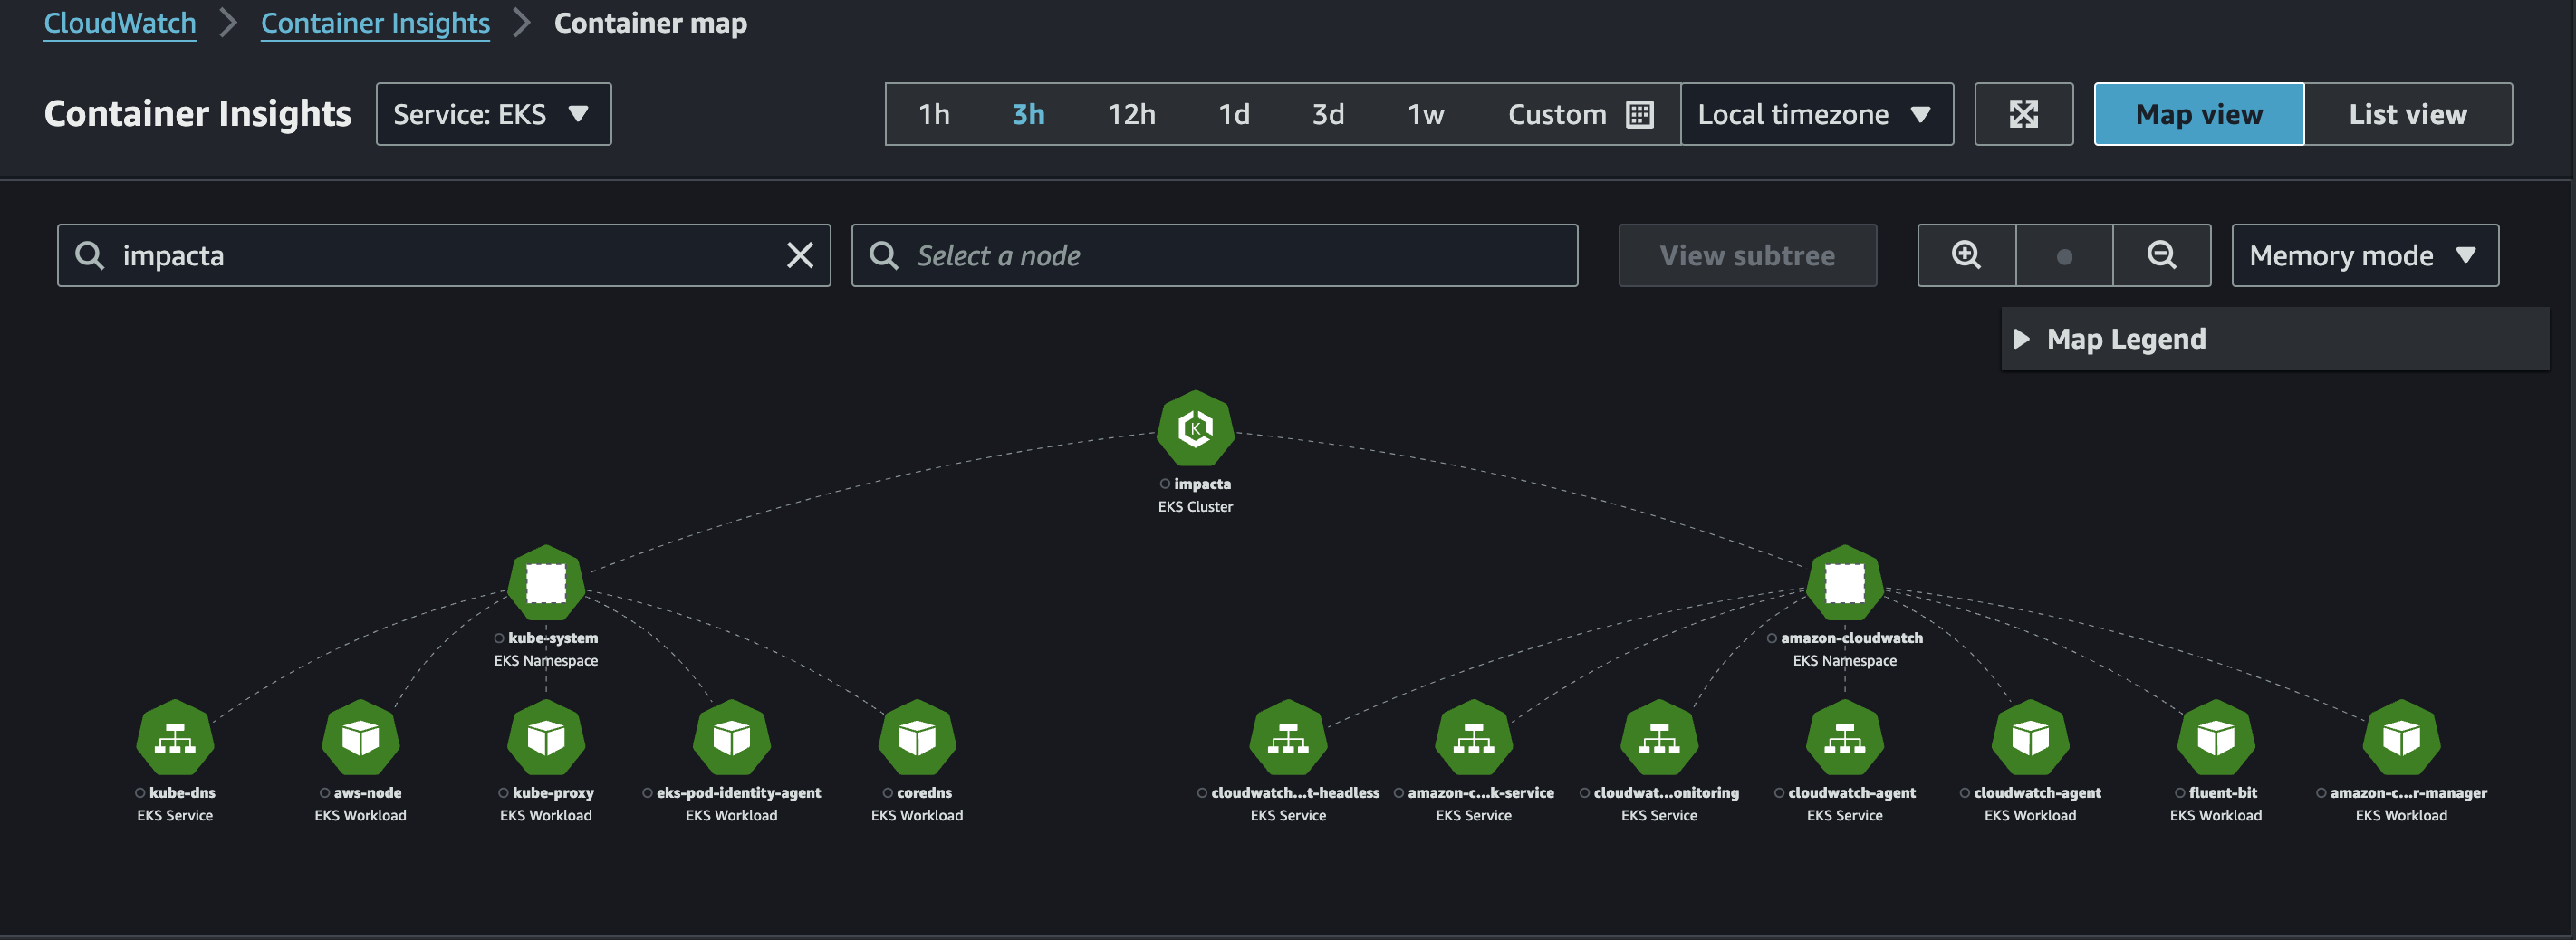 CloudWatch > Container Insights > Container map
Container Insights
Service: EKS
1h 3h 12h 1d 3d 1w Custom
Local timezone
Map view
List view
impacta
Select a node
View subtree
Memory mode
Map Legend
impacta
EKS Cluster
kube-system
EKS Namespace
amazon-cloudwatch
EKS Namespace
kube-dns
EKS Service
aws-node
EKS Workload
kube-proxy
EKS Workload
eks-pod-identity-agent
EKS Workload
coredns
EKS Workload
cloudwatch...t-headless
EKS Service
amazon-c...k-service
EKS Service
cloudwat...onitoring
EKS Service
cloudwatch-agent
EKS Service
cloudwatch-agent
EKS Workload
fluent-bit
EKS Workload
amazon-c...r-manager
EKS Workload